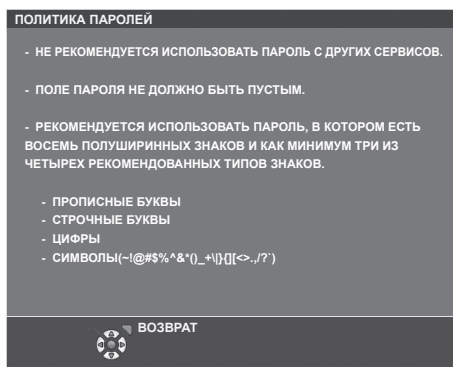 ПОЛИТИКА ПАРОЛЕЙ
- НЕ РЕКОМЕНДУЕТСЯ ИСПОЛЬЗОВАТЬ ПАРОЛЬ С ДРУГИХ СЕРВИСОВ.
- ПОЛЕ ПАРОЛЯ НЕ ДОЛЖНО БЫТЬ ПУСТЫМ.
- РЕКОМЕНДУЕТСЯ ИСПОЛЬЗОВАТЬ ПАРОЛЬ, В КОТОРОМ ЕСТЬ
ВОСЕМЬ ПОЛУШИРИННЫХ ЗНАКОВ И КАК МИНИМУМ ТРИ ИЗ
ЧЕТЫРЕХ РЕКОМЕНДОВАННЫХ ТИПОВ ЗНАКОВ.
- ПРОПИСНЫЕ БУКВЫ
- СТРОЧНЫЕ БУКВЫ
- ЦИФРЫ
- СИМВОЛЫ(~!@#$%^&*()_+\|}{][<>.,/?`)
ВОЗВРАТ